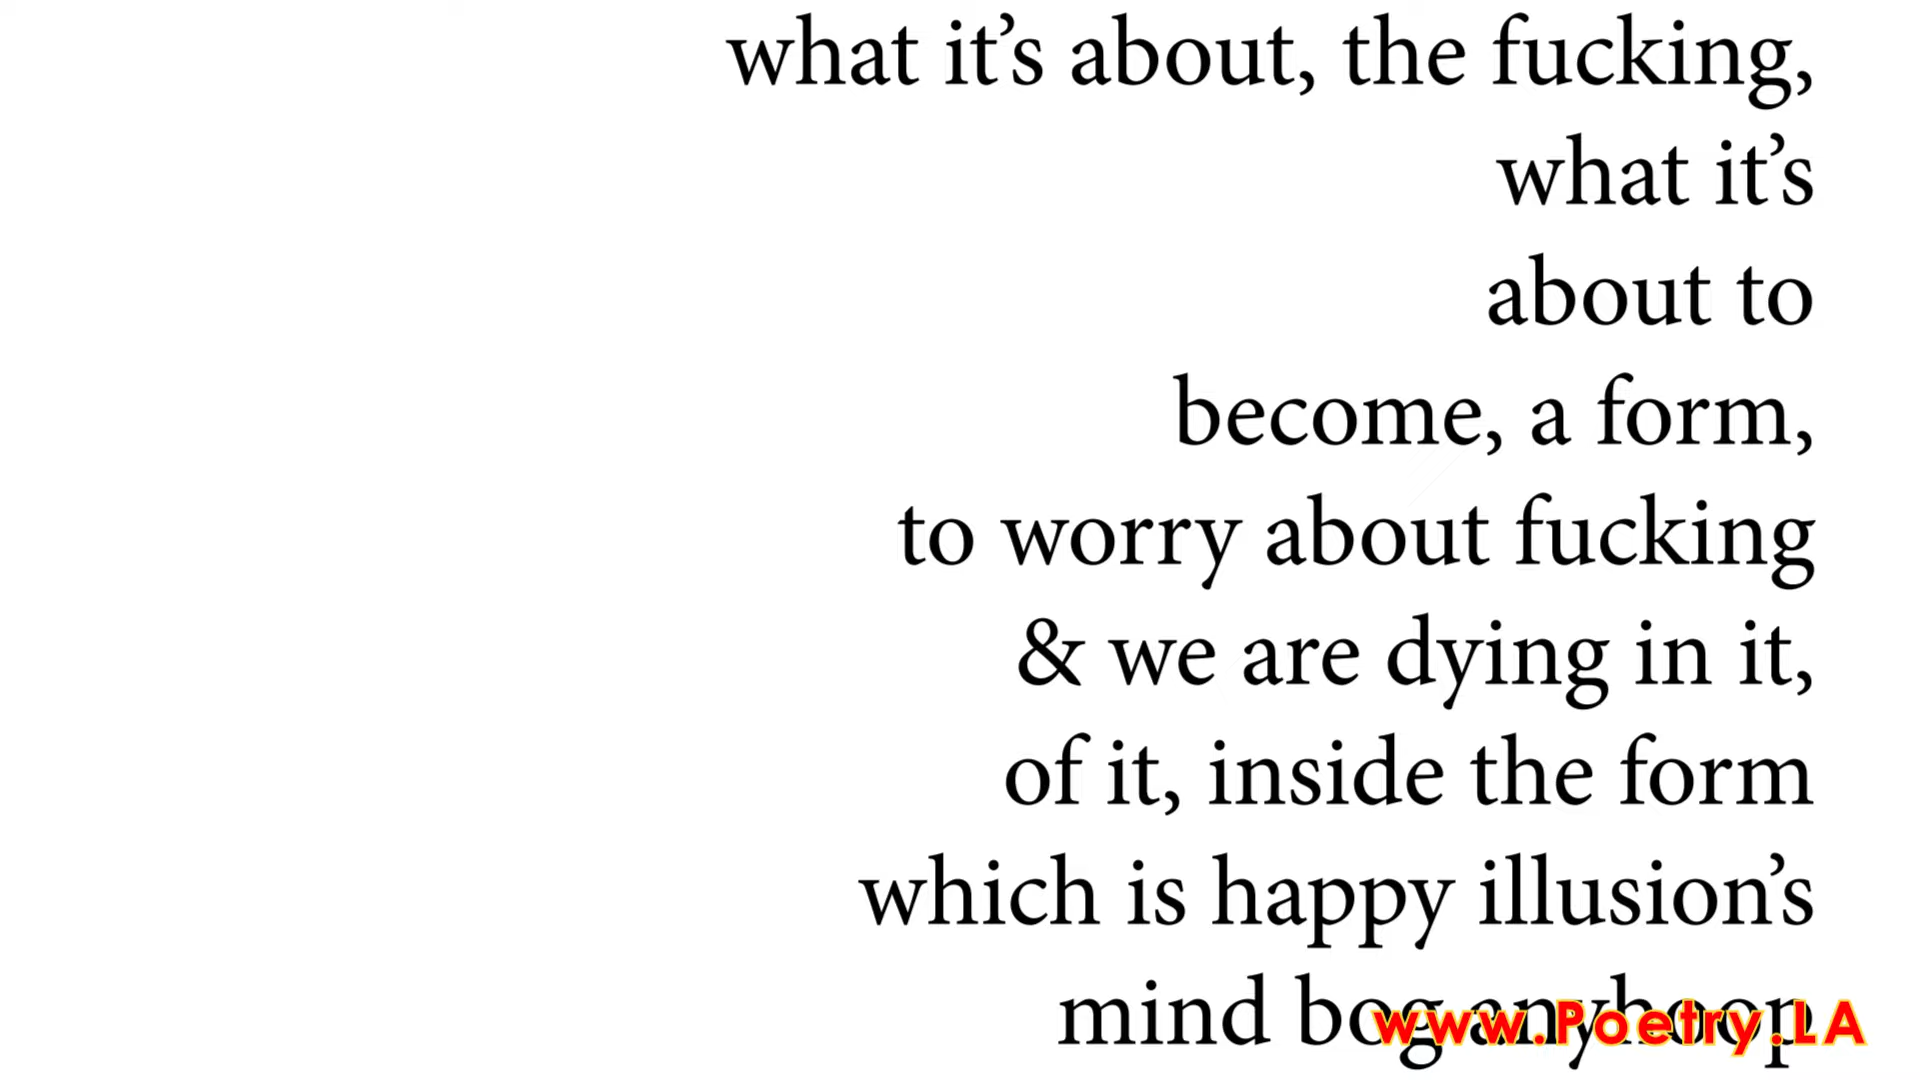 what it’s about, the fucking,
what it’s
about to
become, a form,
to worry about fucking
& we are dying in it,
of it, inside the form
which is happy illusion’s
mind bog anyhoop
www.Poetry.LA